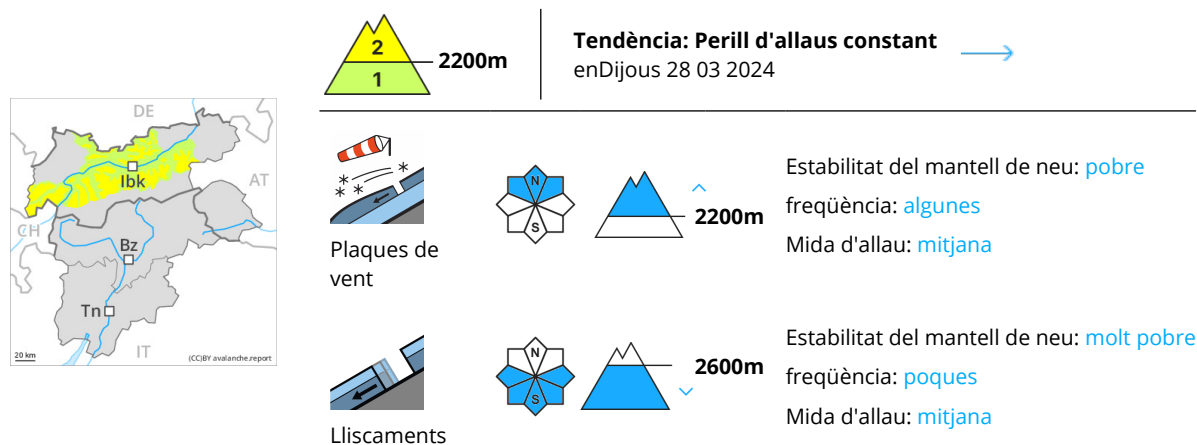 2
1
2200m
Tendència: Perill d'allaus constant
enDijous 28 03 2024
DE
AT
Ibk
CH
Bz
Tn
IT
20 km
(CC)BY avalanche.report
N
S
2200m
Plaques de
vent
Estabilitat del mantell de neu: pobre
freqüència: algunes
Mida d'allau: mitjana
N
S
2600m
Lliscaments
Estabilitat del mantell de neu: molt pobre
freqüència: poques
Mida d'allau: mitjana